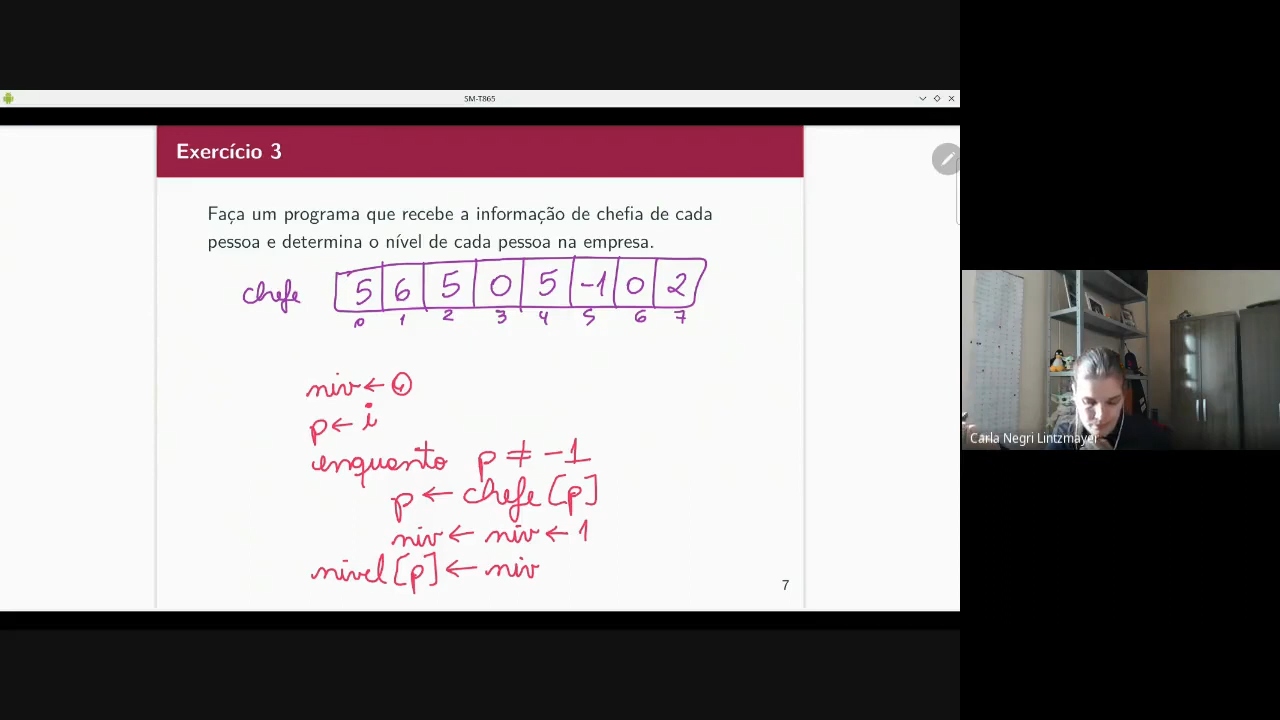 SM-T865
Exercício 3
Faça um programa que recebe a informação de chefia de cada
pessoa e determina o nível de cada pessoa na empresa.
chefe 5 6 5 0 5 -1 0 2
0 1 2 3 4 5 6 7
niv ← 0
p ← i
enquanto p ≠ -1
p ← chefe [p]
niv ← niv ← 1
nivel [p] ← niv
7
Carla Negri Lintzmayer